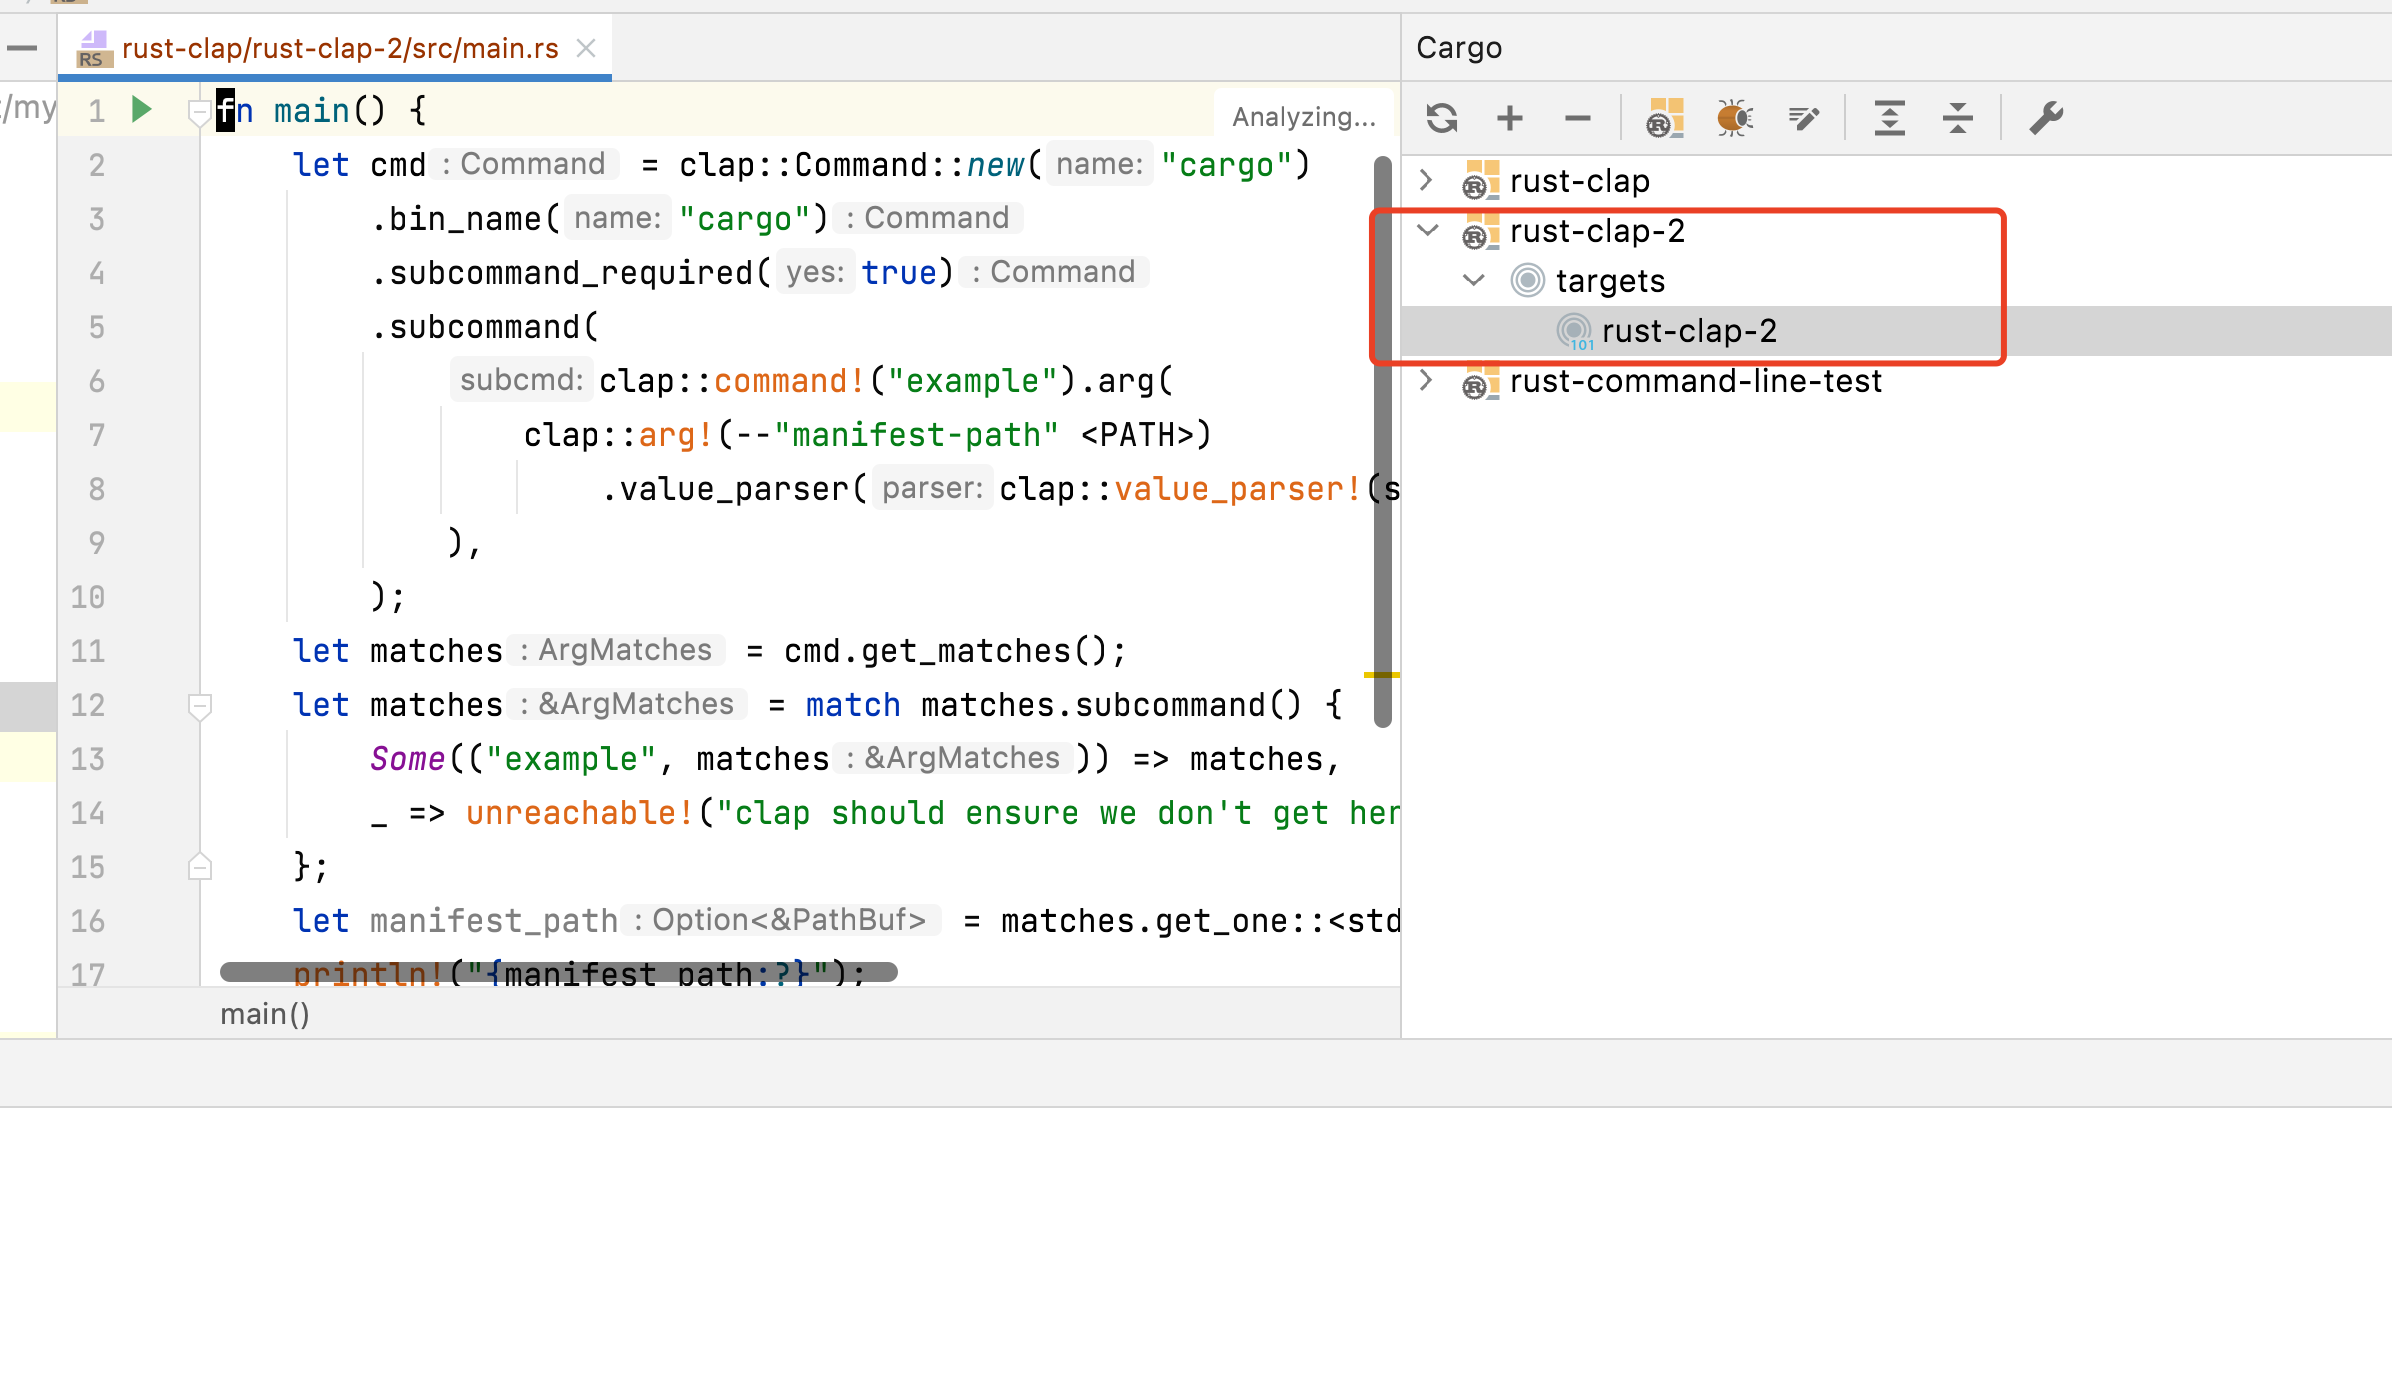 RS rust-clap/rust-clap-2/src/main.rs
Cargo
/my
1 fn main() {
Analyzing...
2 let cmd : Command = clap::Command::new( name: "cargo")
3 .bin_name( name: "cargo") : Command
4 .subcommand_required( yes: true) : Command
5 .subcommand(
6 subcmd: clap::command!("example").arg(
7 clap::arg!(--"manifest-path" <PATH>)
8 .value_parser( parser: clap::value_parser!(s
9 ),
10 );
11 let matches : ArgMatches = cmd.get_matches();
12 let matches : &ArgMatches = match matches.subcommand() {
13 Some(("example", matches : &ArgMatches )) => matches,
14 _ => unreachable!("clap should ensure we don't get her
15 };
16 let manifest_path : Option<&PathBuf> = matches.get_one::<std
17 println!("{manifest_path:?}");
main()
rust-clap
rust-clap-2
targets
101 rust-clap-2
rust-command-line-test